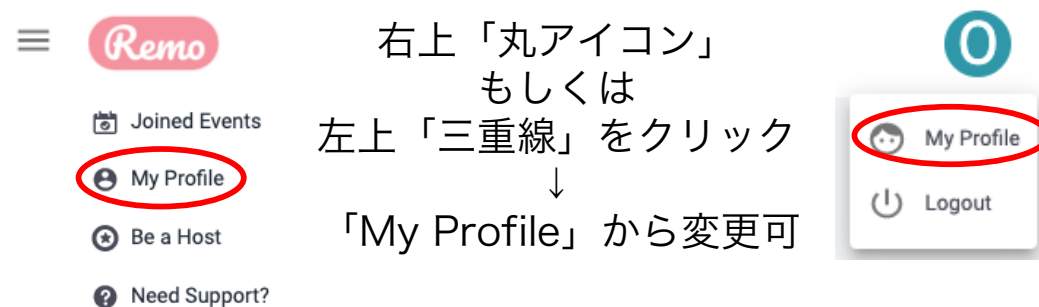 Remo
Joined Events
My Profile
Be a Host
Need Support?
右上「丸アイコン」
もしくは
左上「三重線」をクリック
↓
「My Profile」から変更可
O
My Profile
Logout